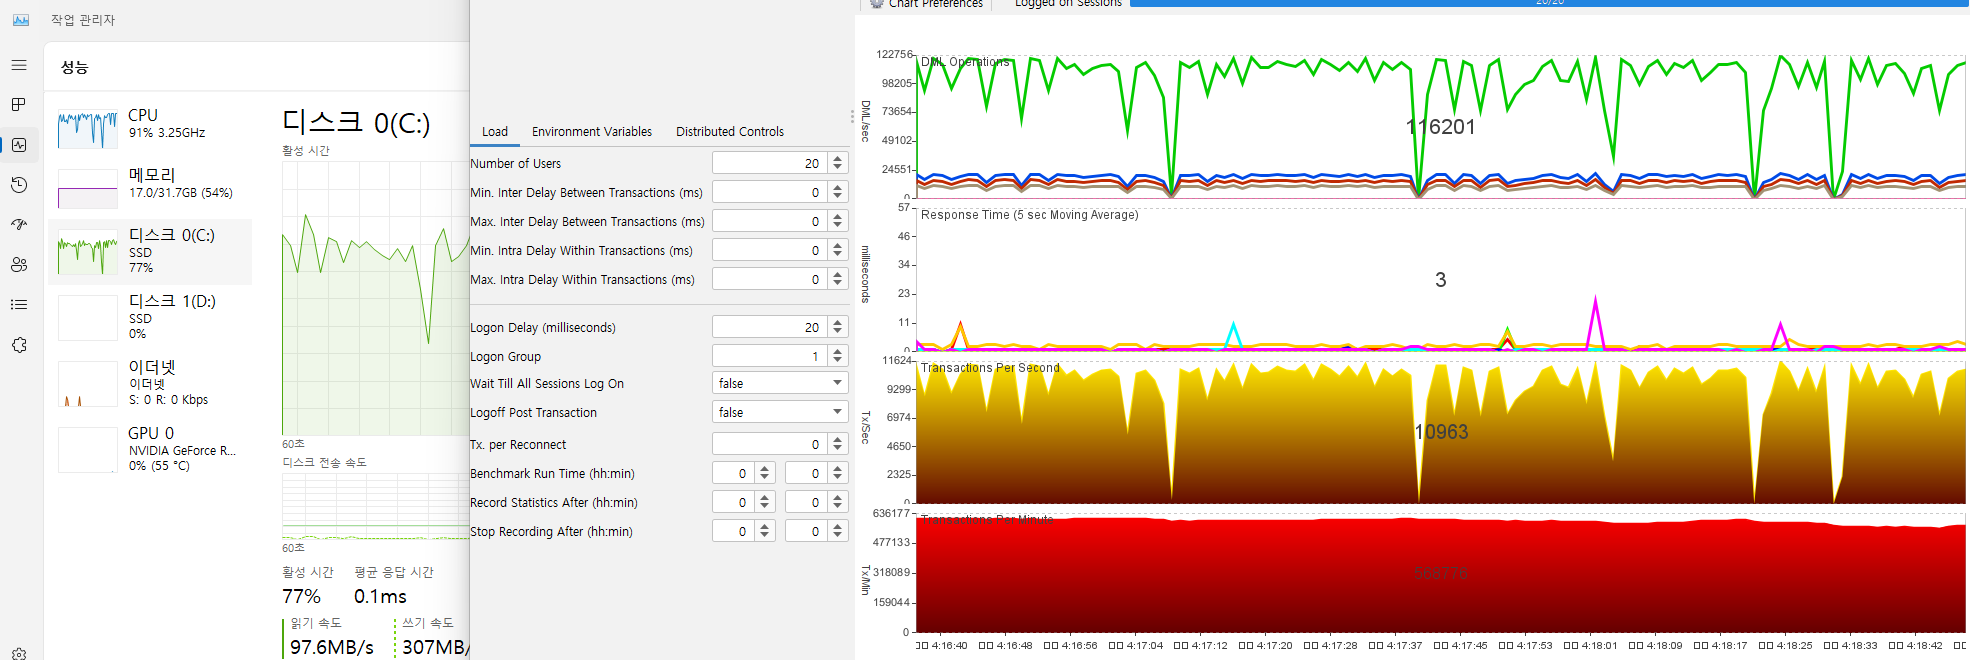 작업 관리자
성능
CPU
91% 3.25GHz
메모리
17.0/31.7GB (54%)
디스크 0(C:)
SSD
77%
디스크 1(D:)
SSD
0%
이더넷
이더넷
S: 0 R: 0 Kbps
GPU 0
NVIDIA GeForce R...
0% (55 °C)
디스크 0(C:)
활성 시간
60초
디스크 전송 속도
60초
활성 시간
평균 응답 시간
77%
0.1ms
읽기 속도
쓰기 속도
97.6MB/s
307MB/
Load
Environment Variables
Distributed Controls
Number of Users
20
Min. Inter Delay Between Transactions (ms)
0
Max. Inter Delay Between Transactions (ms)
0
Min. Intra Delay Within Transactions (ms)
0
Max. Intra Delay Within Transactions (ms)
0
Logon Delay (milliseconds)
20
Logon Group
1
Wait Till All Sessions Log On
false
Logoff Post Transaction
false
Tx. per Reconnect
0
Benchmark Run Time (hh:min)
0
0
Record Statistics After (hh:min)
0
0
Stop Recording After (hh:min)
0
0
Chart Preferences
Logged on Sessions
20/20
DML Operations
DML/sec
122756
98205
73654
49102
24551
0
116201
Response Time (5 sec Moving Average)
milliseconds
57
46
34
23
11
0
3
Transactions Per Second
Tx/Sec
11624
9299
6974
4650
2325
0
10963
Transactions Per Minute
Tx/Min
636177
477133
318089
159044
0
4:16:40
4:16:48
4:16:56
4:17:04
4:17:12
4:17:20
4:17:28
4:17:37
4:17:45
4:17:53
4:18:01
4:18:09
4:18:17
4:18:25
4:18:33
4:18:42